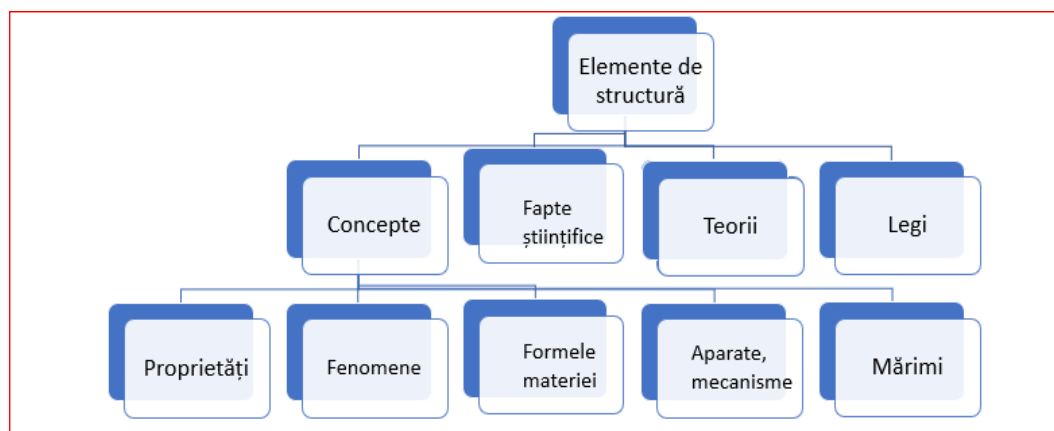 Elemente de
structură
Concepte
Fapte
științifice
Teorii
Legi
Proprietăți
Fenomene
Formele
materiei
Aparate,
mecanisme
Mărimi